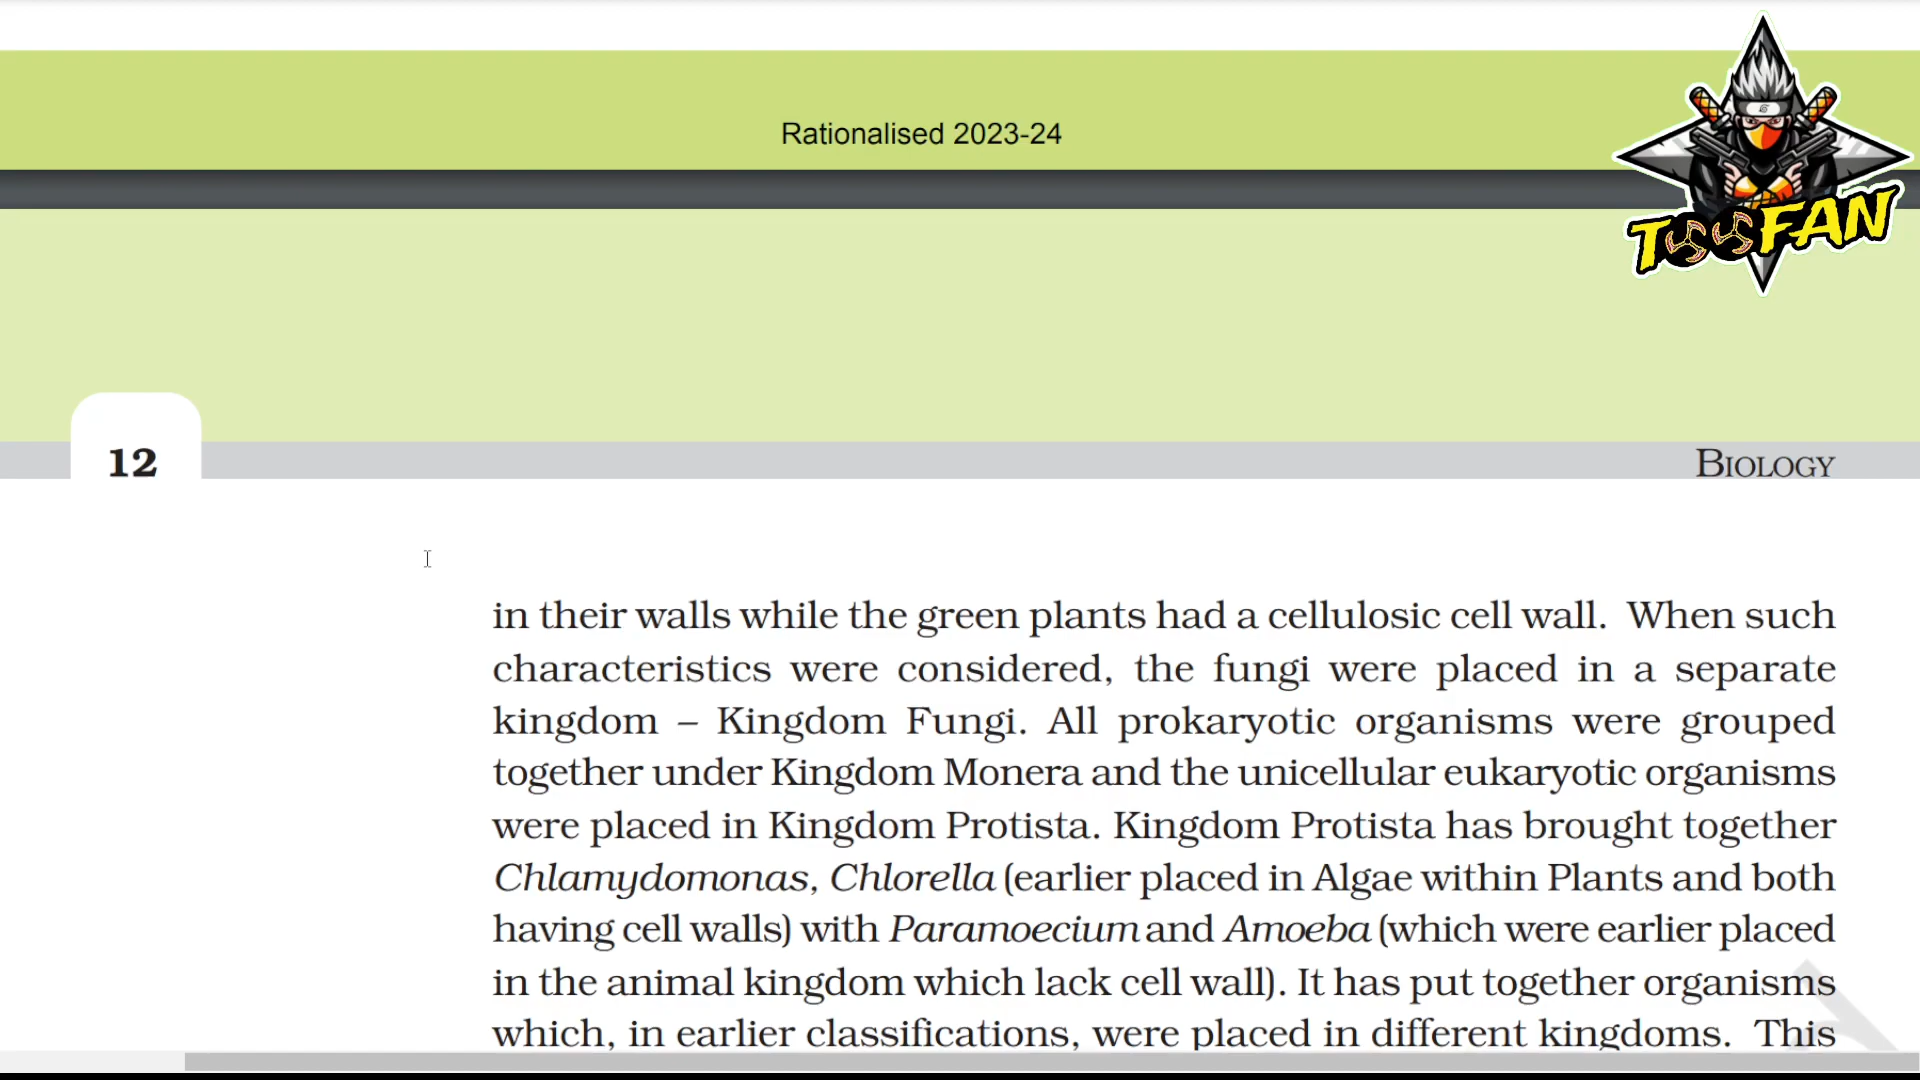 Rationalised 2023-24
TOOFAN
12
BIOLOGY
in their walls while the green plants had a cellulosic cell wall. When such
characteristics were considered, the fungi were placed in a separate
kingdom – Kingdom Fungi. All prokaryotic organisms were grouped
together under Kingdom Monera and the unicellular eukaryotic organisms
were placed in Kingdom Protista. Kingdom Protista has brought together
Chlamydomonas, Chlorella (earlier placed in Algae within Plants and both
having cell walls) with Paramoecium and Amoeba (which were earlier placed
in the animal kingdom which lack cell wall). It has put together organisms
which, in earlier classifications, were placed in different kingdoms. This